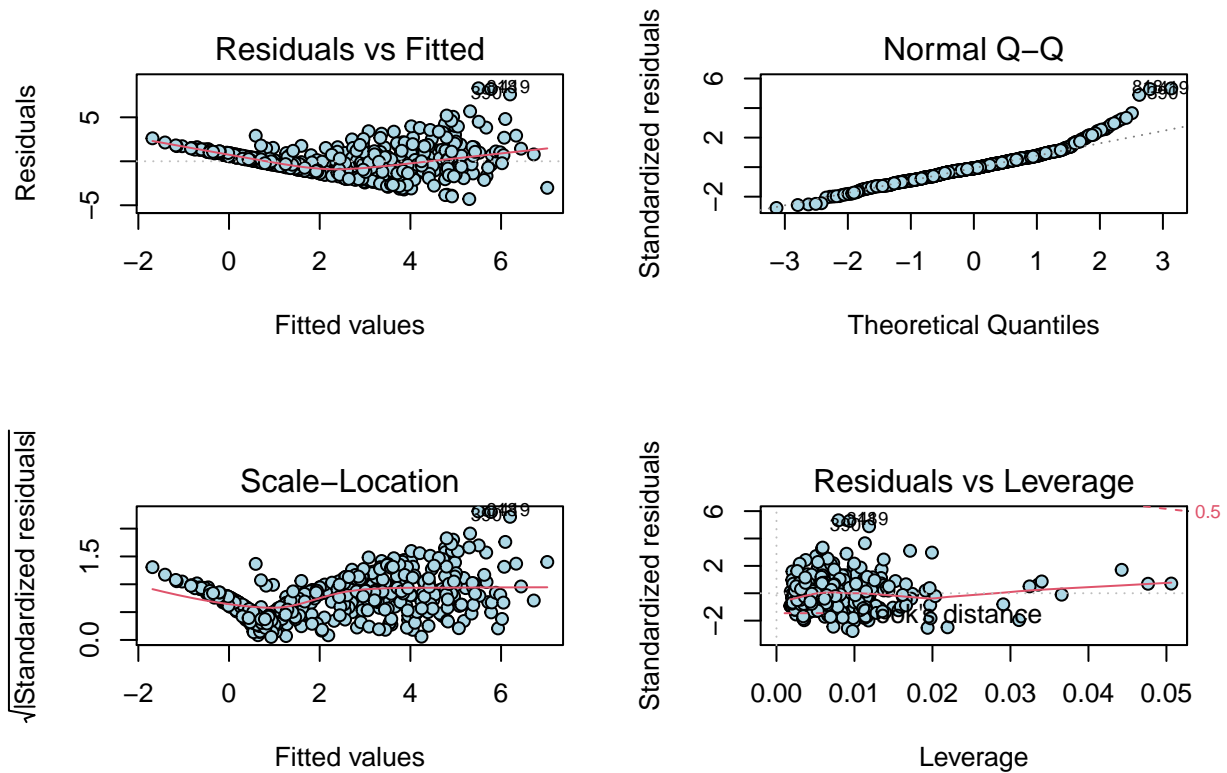 Residuals vs Fitted
Residuals
5
−5
−2 0 2 4 6
Fitted values
Normal Q−Q
Standardized residuals
6
2
−2
−3 −2 −1 0 1 2 3
Theoretical Quantiles
Scale−Location
√|Standardized residuals|
1.5
0.0
−2 0 2 4 6
Fitted values
Residuals vs Leverage
Standardized residuals
6
2
−2
0.5
Cook's distance
0.00 0.01 0.02 0.03 0.04 0.05
Leverage